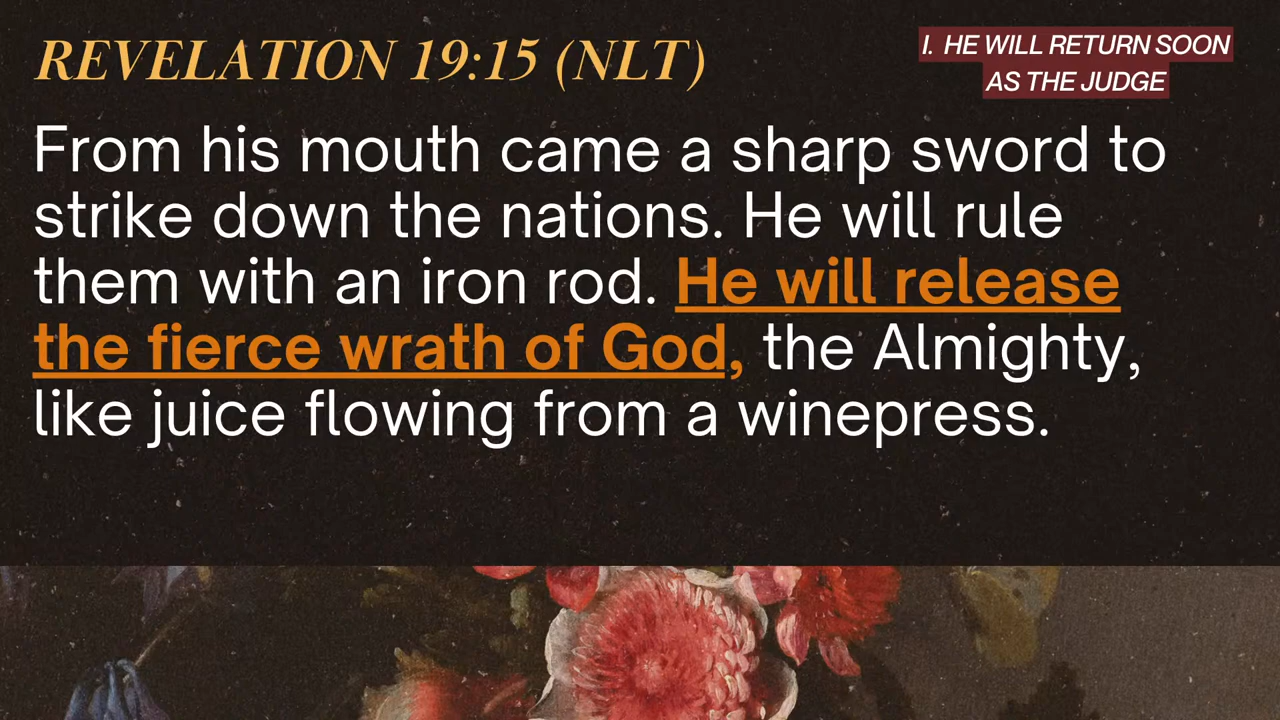 REVELATION 19:15 (NLT)
I. HE WILL RETURN SOON
AS THE JUDGE
From his mouth came a sharp sword to
strike down the nations. He will rule
them with an iron rod. He will release
the fierce wrath of God, the Almighty,
like juice flowing from a winepress.